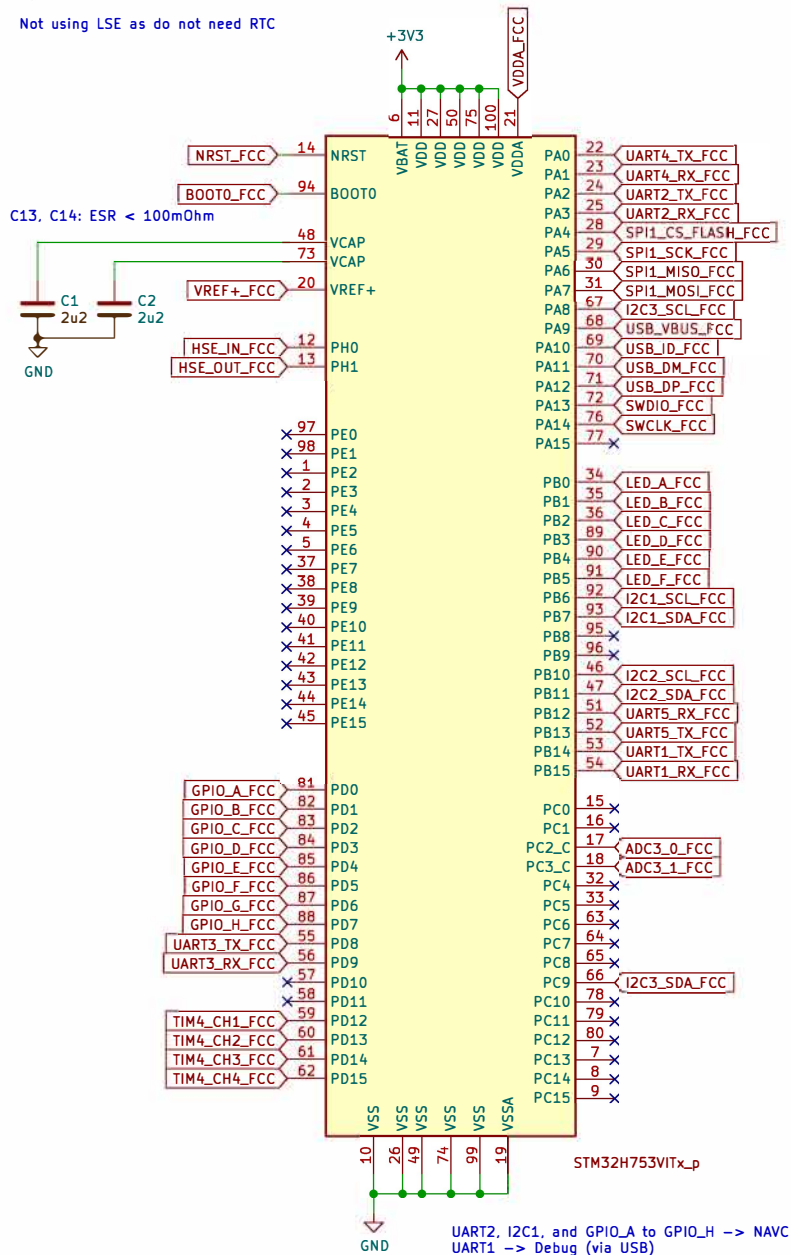 Not using LSE as do not need RTC
+3V3
VDDA_FCC
6 11 27 50 75 100 21
VBAT VDD VDD VDD VDD VDD VDDA
NRST_FCC 14 NRST
BOOT0_FCC 94 BOOT0
C13, C14: ESR < 100mOhm
48 VCAP
73 VCAP
VREF+_FCC 20 VREF+
C1 2u2
C2 2u2
GND
HSE_IN_FCC 12 PH0
HSE_OUT_FCC 13 PH1
97 PE0
98 PE1
1 PE2
2 PE3
3 PE4
4 PE5
5 PE6
37 PE7
38 PE8
39 PE9
40 PE10
41 PE11
42 PE12
43 PE13
44 PE14
45 PE15
GPIO_A_FCC 81 PD0
GPIO_B_FCC 82 PD1
GPIO_C_FCC 83 PD2
GPIO_D_FCC 84 PD3
GPIO_E_FCC 85 PD4
GPIO_F_FCC 86 PD5
GPIO_G_FCC 87 PD6
GPIO_H_FCC 88 PD7
UART3_TX_FCC 55 PD8
UART3_RX_FCC 56 PD9
57 PD10
58 PD11
TIM4_CH1_FCC 59 PD12
TIM4_CH2_FCC 60 PD13
TIM4_CH3_FCC 61 PD14
TIM4_CH4_FCC 62 PD15
PA0 22 UART4_TX_FCC
PA1 23 UART4_RX_FCC
PA2 24 UART2_TX_FCC
PA3 25 UART2_RX_FCC
PA4 28 SPI1_CS_FLASH_FCC
PA5 29 SPI1_SCK_FCC
PA6 30 SPI1_MISO_FCC
PA7 31 SPI1_MOSI_FCC
PA8 67 I2C3_SCL_FCC
PA9 68 USB_VBUS_FCC
PA10 69 USB_ID_FCC
PA11 70 USB_DM_FCC
PA12 71 USB_DP_FCC
PA13 72 SWDIO_FCC
PA14 76 SWCLK_FCC
PA15 77
PB0 34 LED_A_FCC
PB1 35 LED_B_FCC
PB2 36 LED_C_FCC
PB3 89 LED_D_FCC
PB4 90 LED_E_FCC
PB5 91 LED_F_FCC
PB6 92 I2C1_SCL_FCC
PB7 93 I2C1_SDA_FCC
PB8 95
PB9 96
PB10 46 I2C2_SCL_FCC
PB11 47 I2C2_SDA_FCC
PB12 51 UART5_RX_FCC
PB13 52 UART5_TX_FCC
PB14 53 UART1_TX_FCC
PB15 54 UART1_RX_FCC
PC0 15
PC1 16
PC2_C 17 ADC3_0_FCC
PC3_C 18 ADC3_1_FCC
PC4 32
PC5 33
PC6 63
PC7 64
PC8 65
PC9 66 I2C3_SDA_FCC
PC10 78
PC11 79
PC12 80
PC13 7
PC14 8
PC15 9
VSS VSS VSS VSS VSS VSSA
10 26 49 74 99 19
STM32H753VITx_p
GND
UART2, I2C1, and GPIO_A to GPIO_H -> NAVC
UART1 -> Debug (via USB)